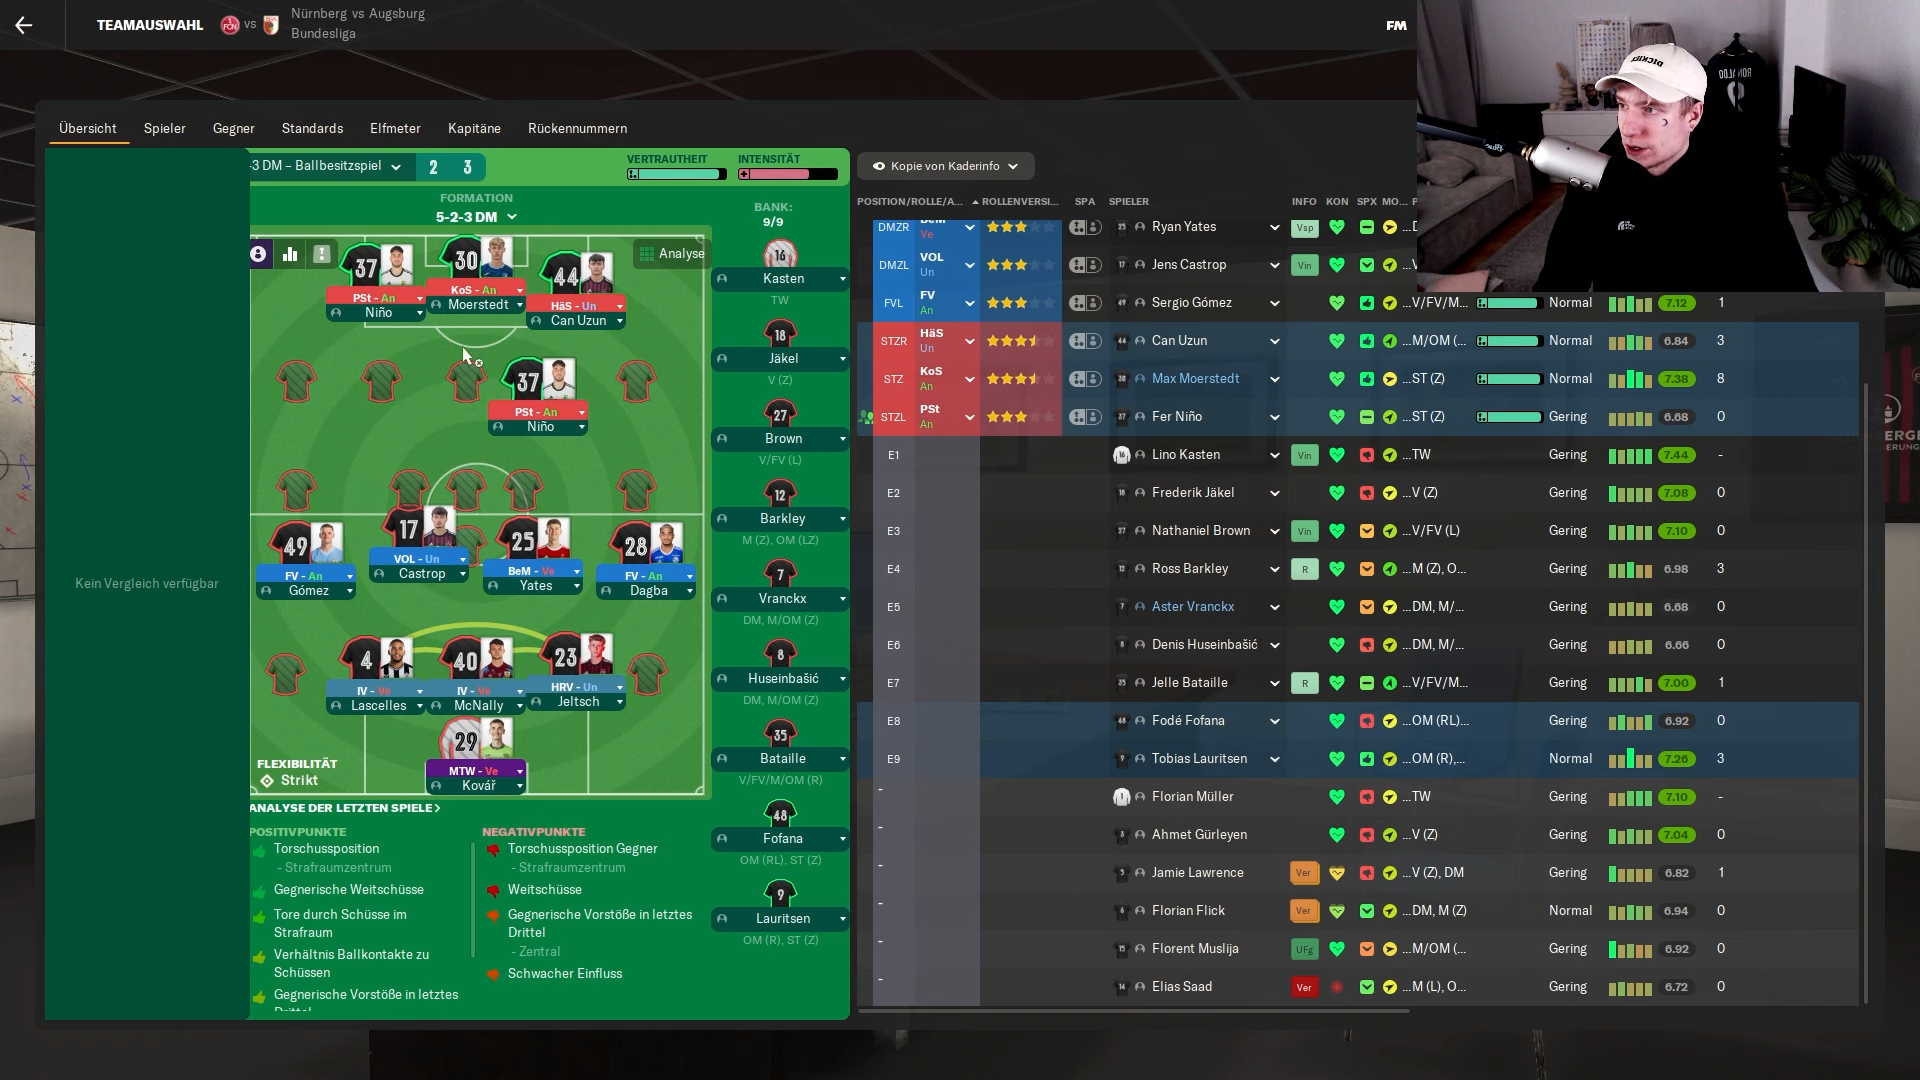 TEAMAUSWAHL
vs
Nürnberg vs Augsburg
Bundesliga
FM
DICKIES
RONALDO
Übersicht
Spieler
Gegner
Standards
Elfmeter
Kapitäne
Rückennummern
-3 DM – Ballbesitzspiel
2 3
VERTRAUTHEIT
INTENSITÄT
FORMATION
5-2-3 DM
BANK:
9/9
Analyse
37
PSt - An
Niño
30
KoS - An
Moerstedt
44
HäS - Un
Can Uzun
37
PSt - An
Niño
49
FV - An
Gómez
17
VOL - Un
Castrop
25
BeM - Ve
Yates
28
FV - An
Dagba
4
IV - Ve
Lascelles
40
IV - Ve
McNally
23
HRV - Un
Jeltsch
29
MTW - Ve
Kovář
FLEXIBILITÄT
Strikt
Kein Vergleich verfügbar
16
Kasten
TW
18
Jäkel
V (Z)
27
Brown
V/FV (L)
12
Barkley
M (Z), OM (LZ)
7
Vranckx
DM, M/OM (Z)
8
Huseinbašić
DM, M/OM (Z)
35
Bataille
V/FV/M/OM (R)
48
Fofana
OM (RL), ST (Z)
9
Lauritsen
OM (R), ST (Z)
ANALYSE DER LETZTEN SPIELE
POSITIVPUNKTE
Torschussposition
- Strafraumzentrum
Gegnerische Weitschüsse
Tore durch Schüsse im
Strafraum
Verhältnis Ballkontakte zu
Schüssen
Gegnerische Vorstöße in letztes
Drittel
NEGATIVPUNKTE
Torschussposition Gegner
- Strafraumzentrum
Weitschüsse
Gegnerische Vorstöße in letztes
Drittel
- Zentral
Schwacher Einfluss
Kopie von Kaderinfo
POSITION/ROLLE/A... ROLLENVERSI... SPA SPIELER INFO KON SPX MO... P
DMZR BeM Ve Ryan Yates Vsp
DMZL VOL Un Jens Castrop Vin
FVL FV An Sergio Gómez ...V/FV/M... Normal 7.12 1
STZR HäS Un Can Uzun ...M/OM (... Normal 6.84 3
STZ KoS An Max Moerstedt ...ST (Z) Normal 7.38 8
STZL PSt An Fer Niño ...ST (Z) Gering 6.68 0
E1 Lino Kasten Vin ...TW Gering 7.44 -
E2 Frederik Jäkel ...V (Z) Gering 7.08 0
E3 Nathaniel Brown Vin ...V/FV (L) Gering 7.10 0
E4 Ross Barkley R ...M (Z), O... Gering 6.98 3
E5 Aster Vranckx ...DM, M/... Gering 6.68 0
E6 Denis Huseinbašić ...DM, M/... Gering 6.66 0
E7 Jelle Bataille R ...V/FV/M... Gering 7.00 1
E8 Fodé Fofana ...OM (RL)... Gering 6.92 0
E9 Tobias Lauritsen ...OM (R),... Normal 7.26 3
- Florian Müller ...TW Gering 7.10 -
- Ahmet Gürleyen ...V (Z) Gering 7.04 0
- Jamie Lawrence Ver ...V (Z), DM Gering 6.82 1
- Florian Flick Ver ...DM, M (Z) Normal 6.94 0
- Florent Muslija UFg ...M/OM (... Gering 6.92 0
- Elias Saad Ver ...M (L), O... Gering 6.72 0